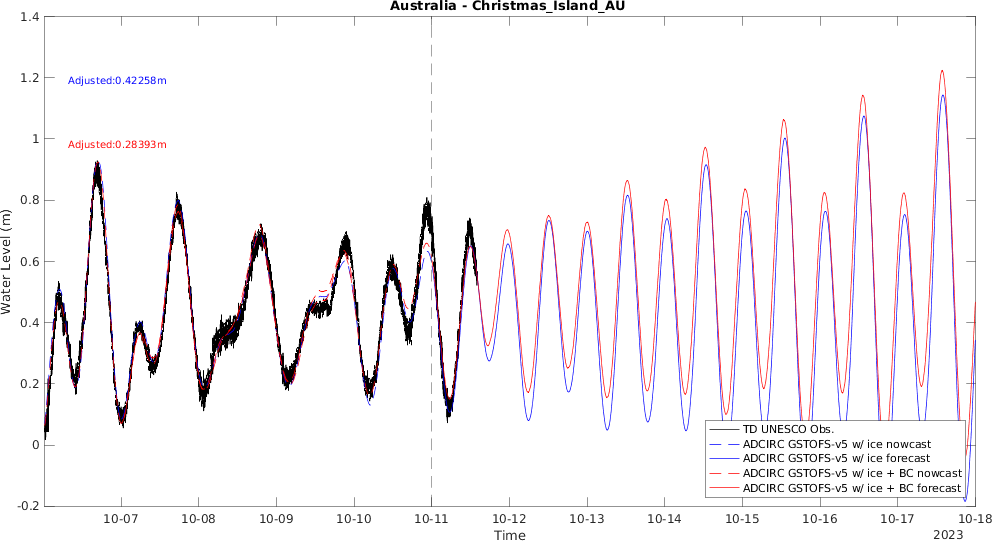 Australia - Christmas_Island_AU
1.4
1.2
1
0.8
0.6
0.4
0.2
0
-0.2
Water Level (m)
Adjusted:0.42258m
Adjusted:0.28393m
TD UNESCO Obs.
ADCIRC GSTOFS-v5 w/ ice nowcast
ADCIRC GSTOFS-v5 w/ ice forecast
ADCIRC GSTOFS-v5 w/ ice + BC nowcast
ADCIRC GSTOFS-v5 w/ ice + BC forecast
10-07 10-08 10-09 10-10 10-11 10-12 10-13 10-14 10-15 10-16 10-17 10-18
Time
2023